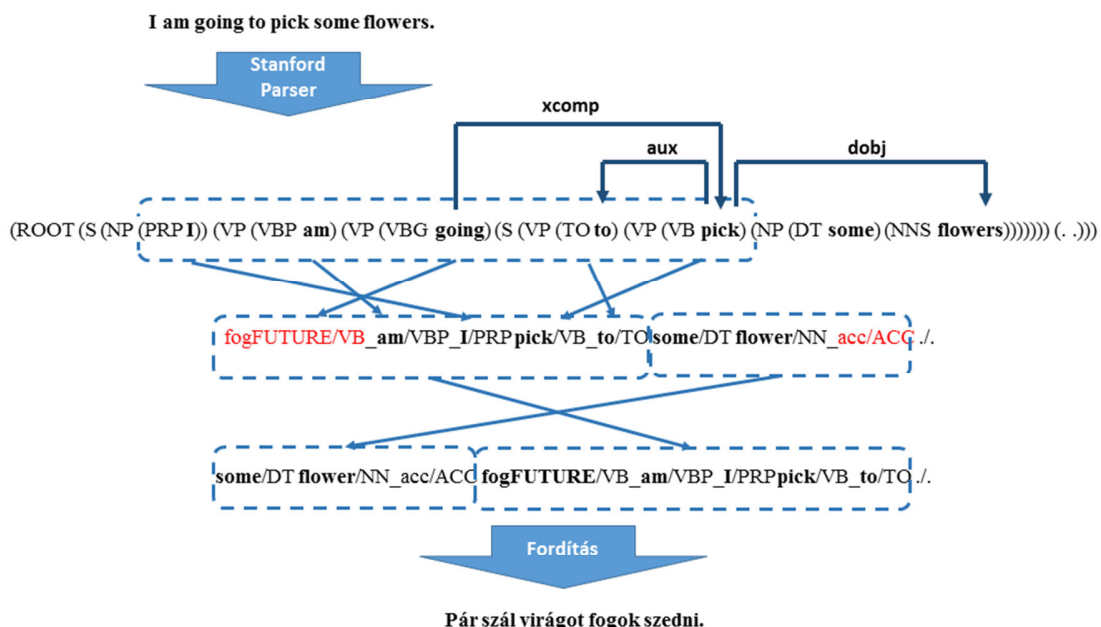 I am going to pick some flowers.
Stanford
Parser
xcomp
aux
dobj
(ROOT (S (NP (PRP I)) (VP (VBP am) (VP (VBG going) (S (VP (TO to) (VP (VB pick) (NP (DT some) (NNS flowers))))))) (. .)))
fogFUTURE/VB_am/VBP_I/PRP pick/VB_to/TO some/DT flower/NN_acc/ACC ./.
some/DT flower/NN_acc/ACC fogFUTURE/VB_am/VBP_I/PRP pick/VB_to/TO ./.
Fordítás
Pár szál virágot fogok szedni.